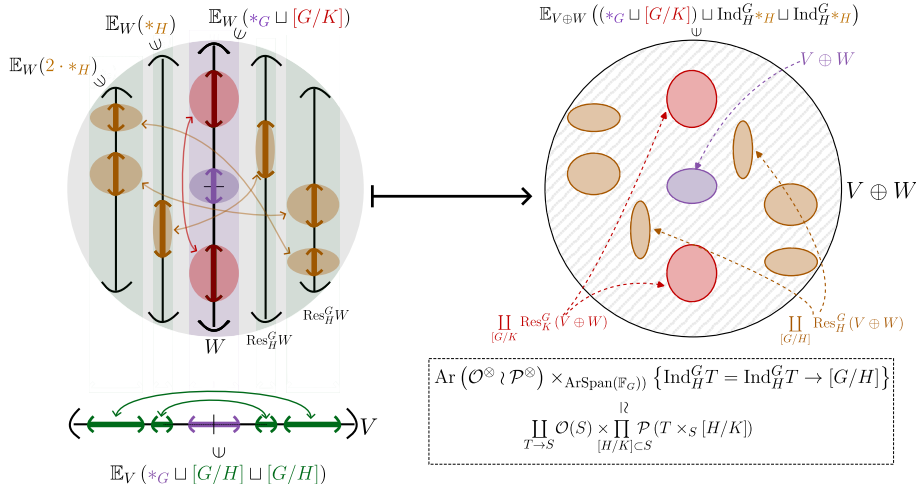 𝔼_W(*_G ⊔ [G/K])
𝔼_W(*_H)
𝔼_W(2 · *_H)
W
Res_H^G W
Res_H^G W
𝔼_V(*_G ⊔ [G/H] ⊔ [G/H])
V
𝔼_{V⊕W}((*_G ⊔ [G/K]) ⊔ Ind_H^G *_H ⊔ Ind_H^G *_H)
V ⊕ W
V ⊕ W
∐_{[G/K} Res_K^G(V ⊕ W)
∐_{[G/H]} Res_H^G(V ⊕ W)
Ar(𝒪^⊗ ≀ 𝒫^⊗) ×_{ArSpan(𝔽_G))} {Ind_H^G T = Ind_H^G T → [G/H]}
≀∥
∐_{T→S} 𝒪(S) × ∏_{[H/K]⊂S} 𝒫(T ×_S [H/K])